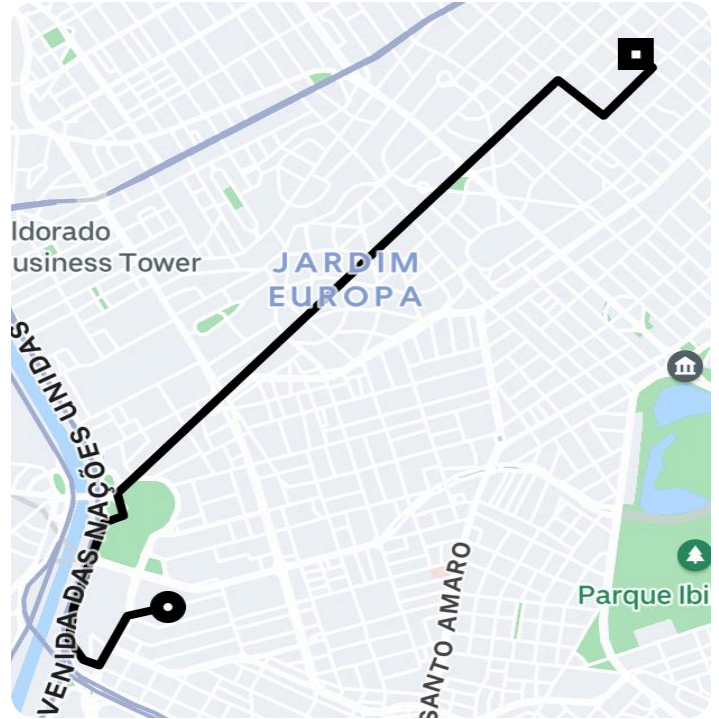 ldorado
usiness Tower
JARDIM
EUROPA
VENIDA DAS NAÇÕES UNIDAS
SANTO AMARO
Parque Ibi